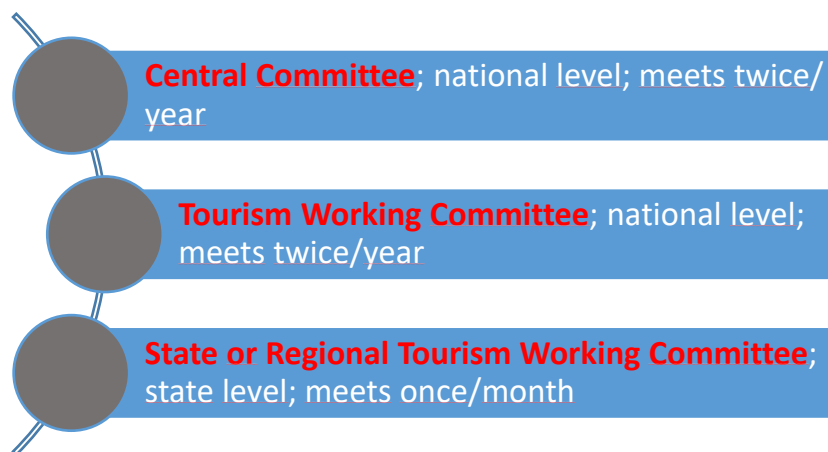 Central Committee; national level; meets twice/
year
Tourism Working Committee; national level;
meets twice/year
State or Regional Tourism Working Committee;
state level; meets once/month